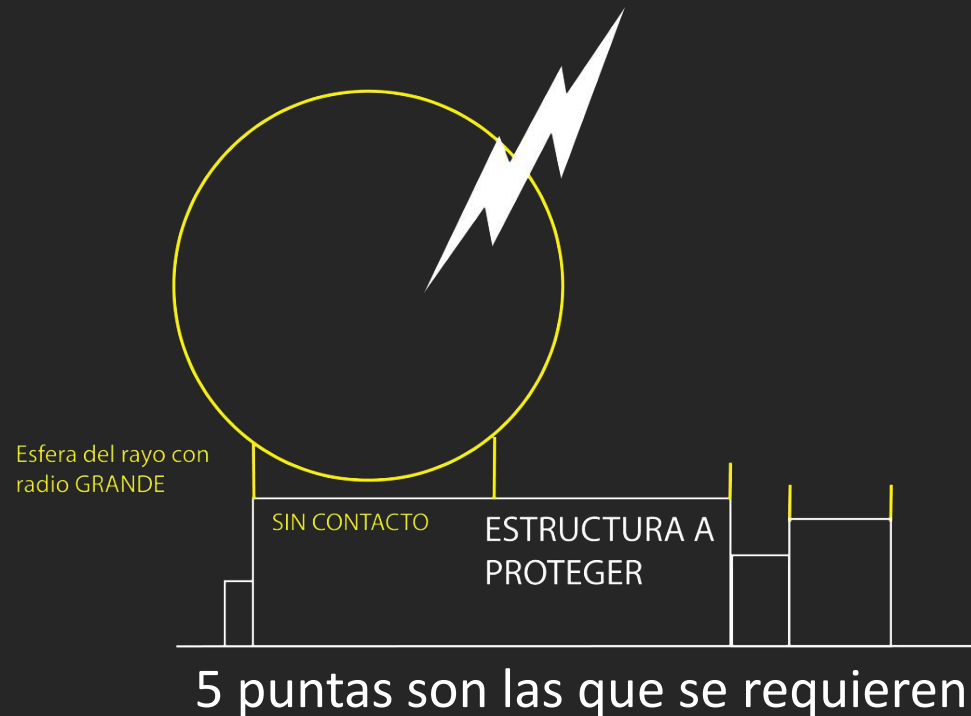 Esfera del rayo con
radio GRANDE
SIN CONTACTO
ESTRUCTURA A
PROTEGER
5 puntas son las que se requieren